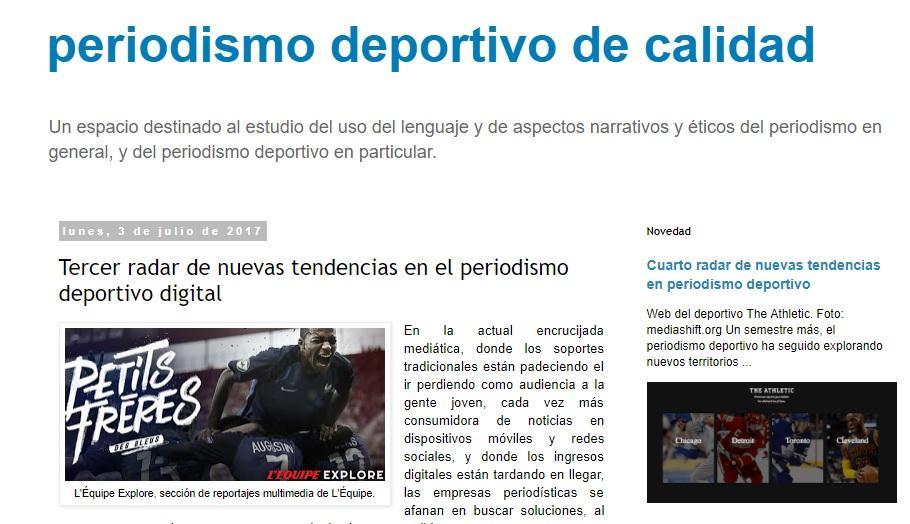 periodismo deportivo de calidad
Un espacio destinado al estudio del uso del lenguaje y de aspectos narrativos y éticos del periodismo en
general, y del periodismo deportivo en particular.
lunes, 3 de julio de 2017
Tercer radar de nuevas tendencias en el periodismo
deportivo digital
PETITS
FRÈRES
DES BLEUS
AUGUSTIN
7
13
L'EQUIPE EXPLORE
L'Équipe Explore, sección de reportajes multimedia de L'Équipe.
En la actual encrucijada
mediática, donde los soportes
tradicionales están padeciendo el
ir perdiendo como audiencia a la
gente joven, cada vez más
consumidora de noticias en
dispositivos móviles y redes
sociales, y donde los ingresos
digitales están tardando en llegar,
las empresas periodísticas se
afanan en buscar soluciones, al
Novedad
Cuarto radar de nuevas tendencias
en periodismo deportivo
Web del deportivo The Athletic. Foto:
mediashift.org Un semestre más, el
periodismo deportivo ha seguido explorando
nuevos territorios ...
THE ATHLETIC
Chicago Detroit Toronto Cleveland